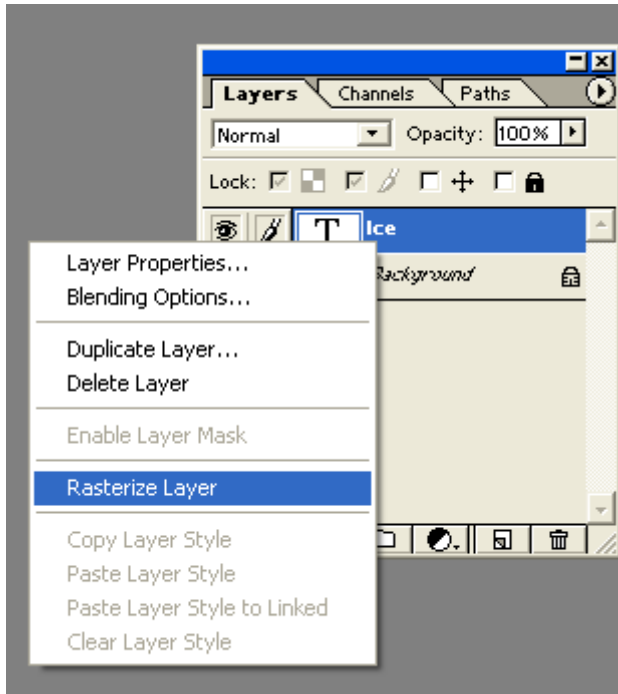 Layers Channels Paths
Normal Opacity: 100%
Lock:
T Ice
Background
Layer Properties...
Blending Options...
Duplicate Layer...
Delete Layer
Enable Layer Mask
Rasterize Layer
Copy Layer Style
Paste Layer Style
Paste Layer Style to Linked
Clear Layer Style